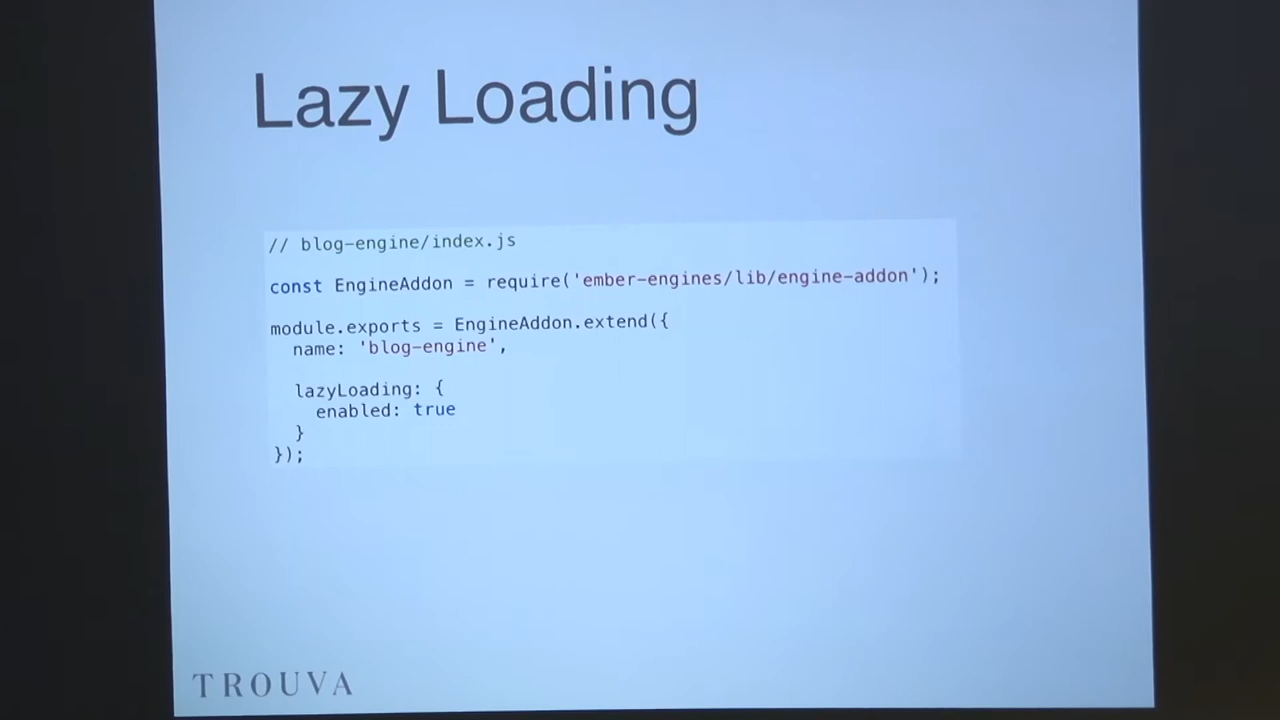 Lazy Loading
// blog-engine/index.js
const EngineAddon = require('ember-engines/lib/engine-addon');
module.exports = EngineAddon.extend({
  name: 'blog-engine',
  lazyLoading: {
    enabled: true
  }
});
TROUVA